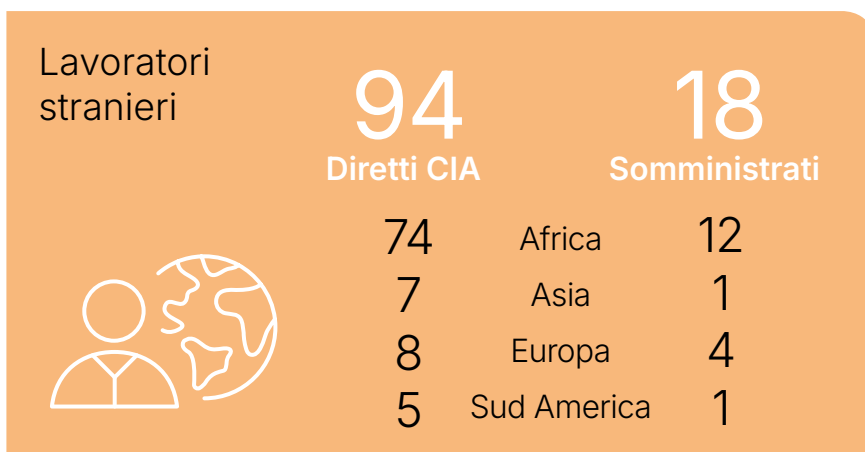 Lavoratori
stranieri
94 18
Diretti CIA Somministrati
74 Africa 12
7 Asia 1
8 Europa 4
5 Sud America 1